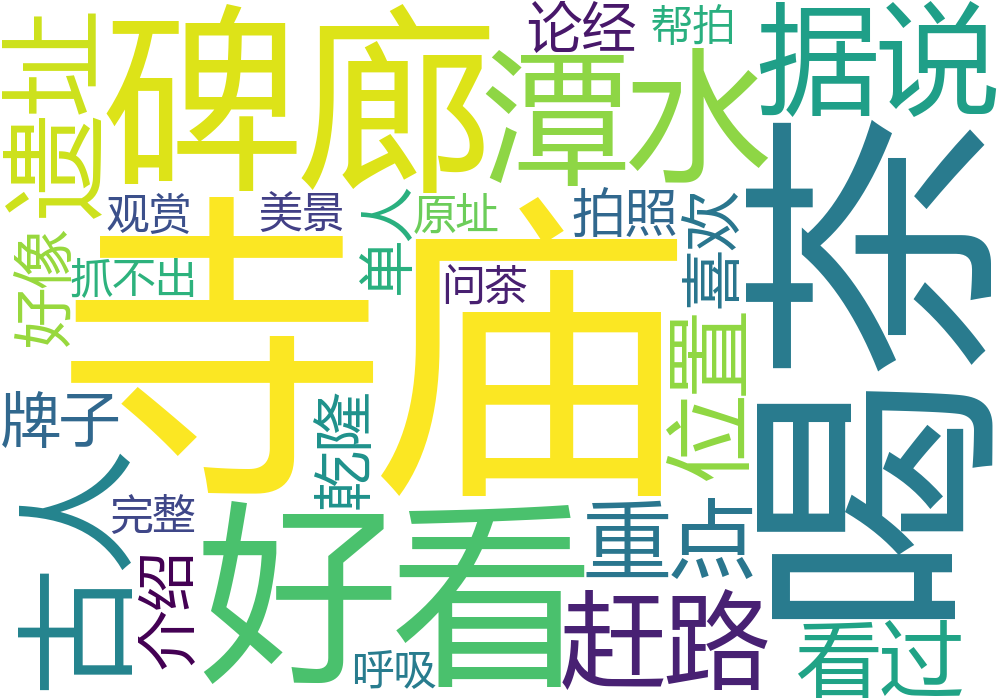 遗址
碑廊
潭水
论经
帮拍
据说
观赏
美景
单人
原址
拍照
喜欢
噶尔
好像
抓不出
寺庙
问茶
位置
牌子
乾隆
古人
完整
好看
重点
介绍
呼吸
赶路
看过